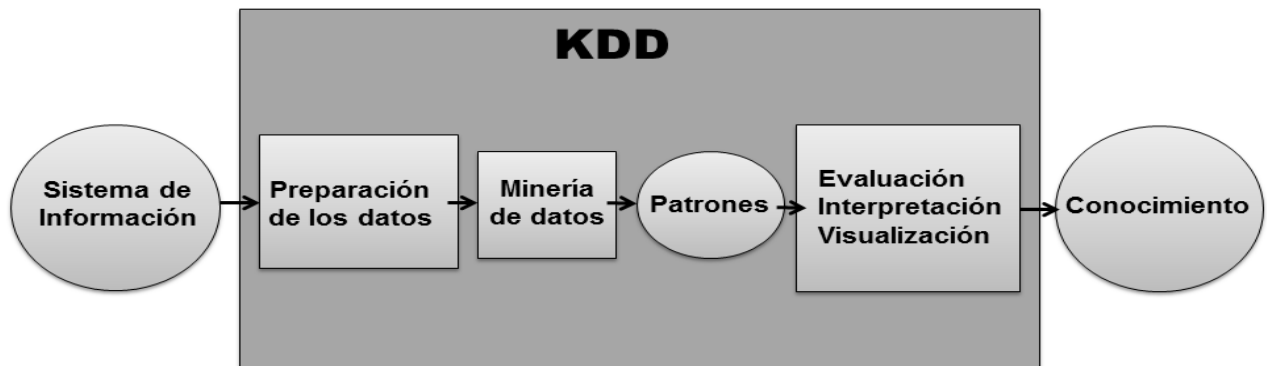 KDD
Sistema de
Información
Preparación
de los datos
Minería
de datos
Patrones
Evaluación
Interpretación
Visualización
Conocimiento